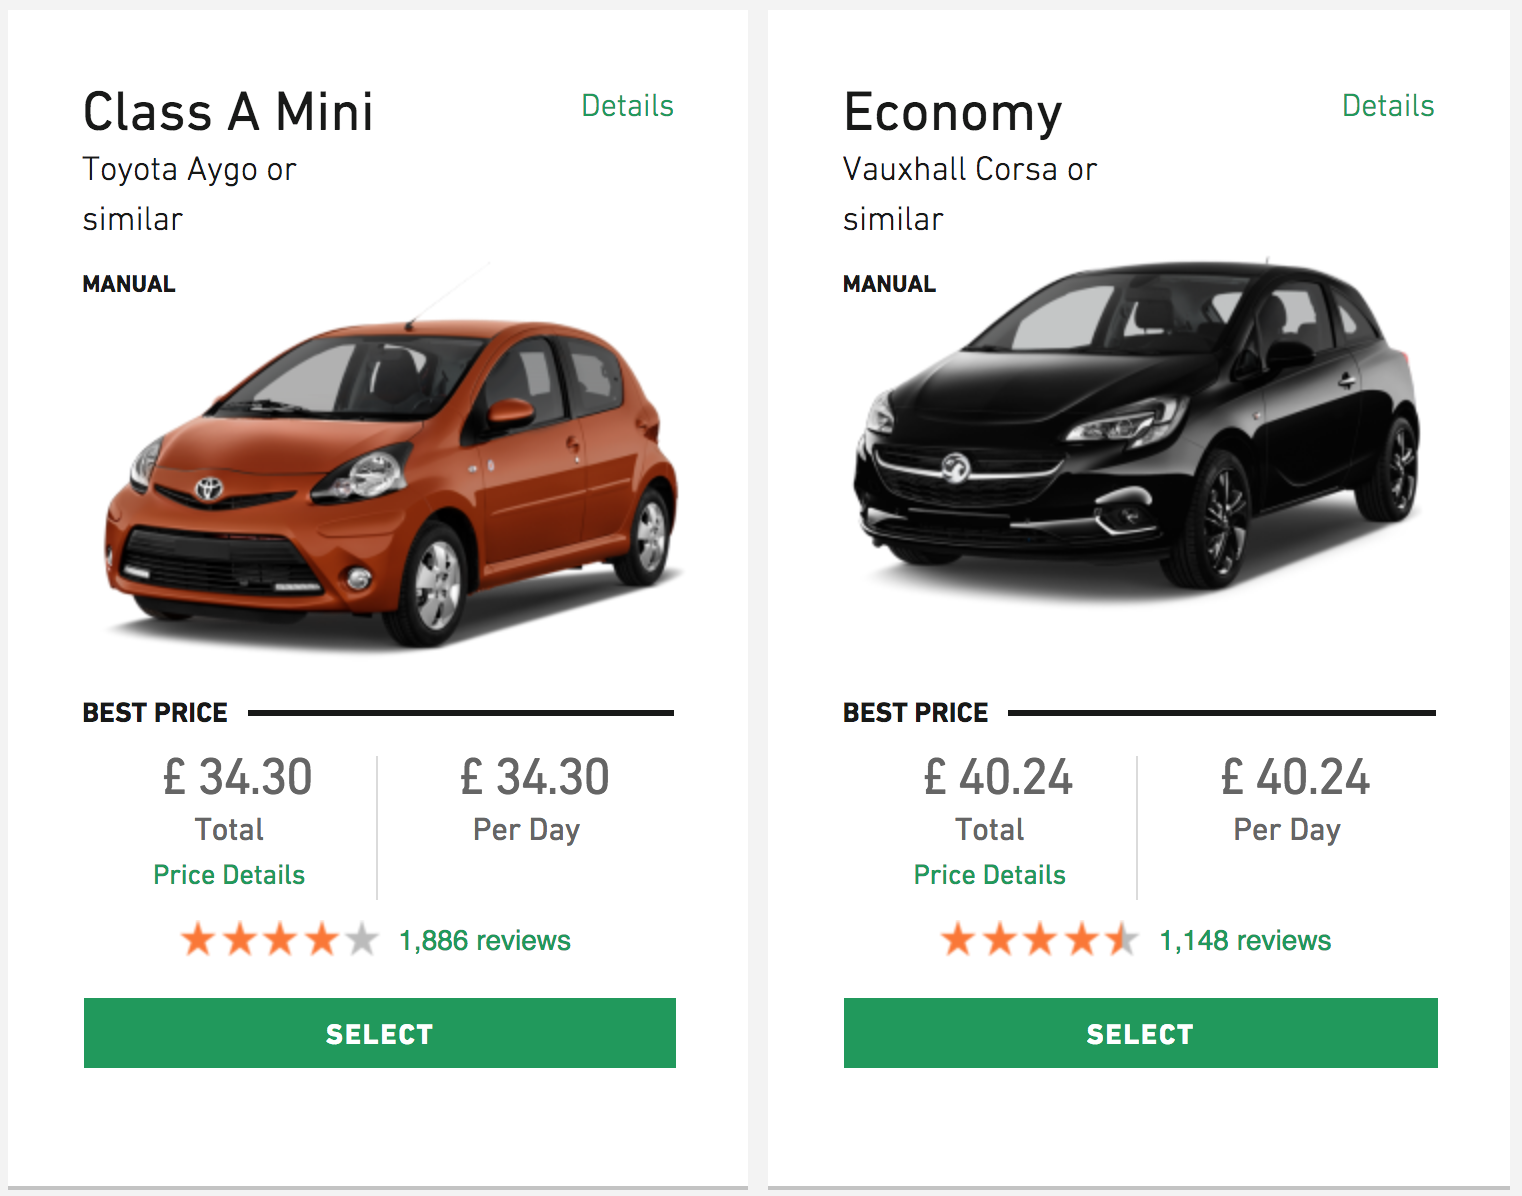 Class A Mini
Details
Toyota Aygo or
similar
MANUAL
BEST PRICE
£ 34.30
£ 34.30
Total
Per Day
Price Details
1,886 reviews
SELECT
Economy
Details
Vauxhall Corsa or
similar
MANUAL
BEST PRICE
£ 40.24
£ 40.24
Total
Per Day
Price Details
1,148 reviews
SELECT